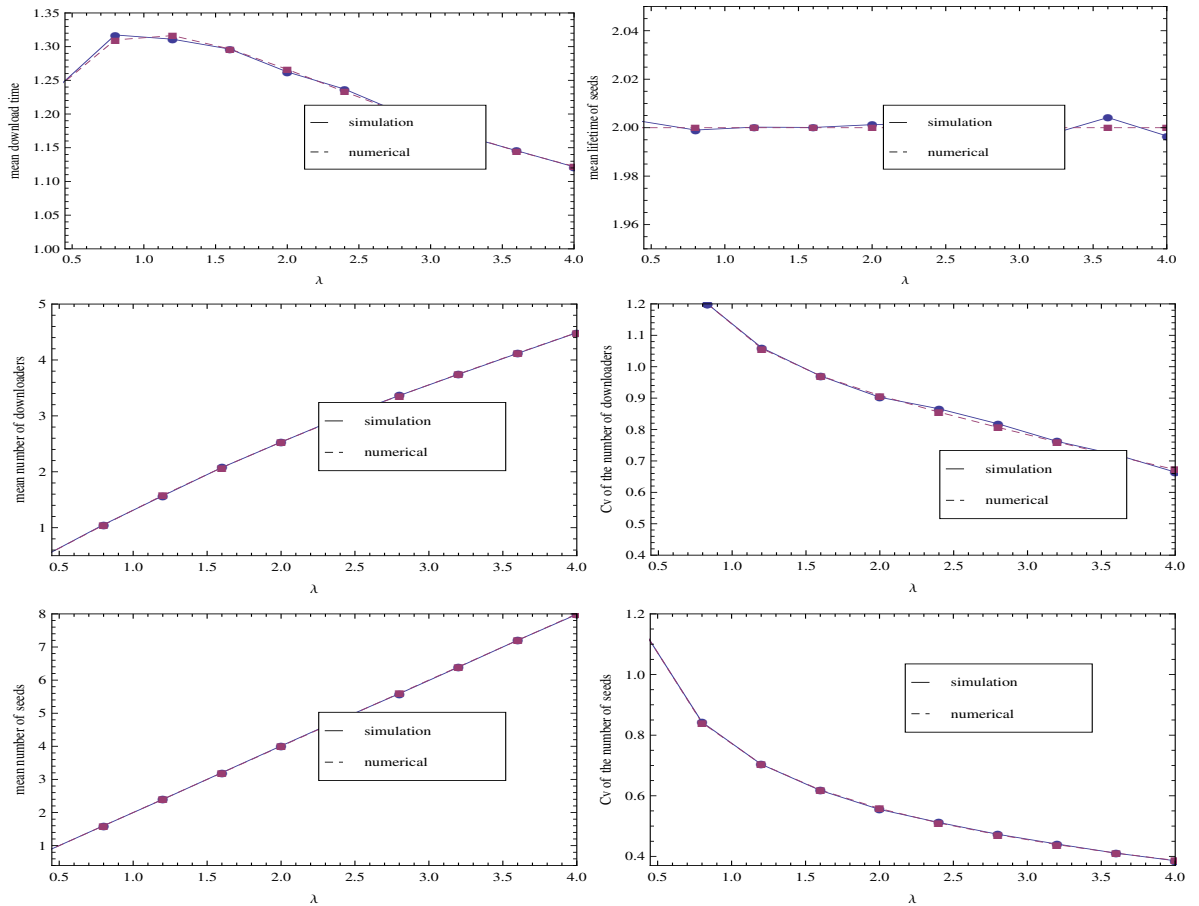 mean download time
1.35
1.30
1.25
1.20
1.15
1.10
1.05
1.00
0.5 1.0 1.5 2.0 2.5 3.0 3.5 4.0
λ
simulation
numerical
mean lifetime of seeds
2.04
2.02
2.00
1.98
1.96
0.5 1.0 1.5 2.0 2.5 3.0 3.5 4.0
λ
simulation
numerical
mean number of downloaders
5
4
3
2
1
0.5 1.0 1.5 2.0 2.5 3.0 3.5 4.0
λ
simulation
numerical
Cv of the number of downloaders
1.2
1.1
1.0
0.9
0.8
0.7
0.6
0.5
0.4
0.5 1.0 1.5 2.0 2.5 3.0 3.5 4.0
λ
simulation
numerical
mean number of seeds
8
7
6
5
4
3
2
1
0.5 1.0 1.5 2.0 2.5 3.0 3.5 4.0
λ
simulation
numerical
Cv of the number of seeds
1.2
1.0
0.8
0.6
0.4
0.5 1.0 1.5 2.0 2.5 3.0 3.5 4.0
λ
simulation
numerical